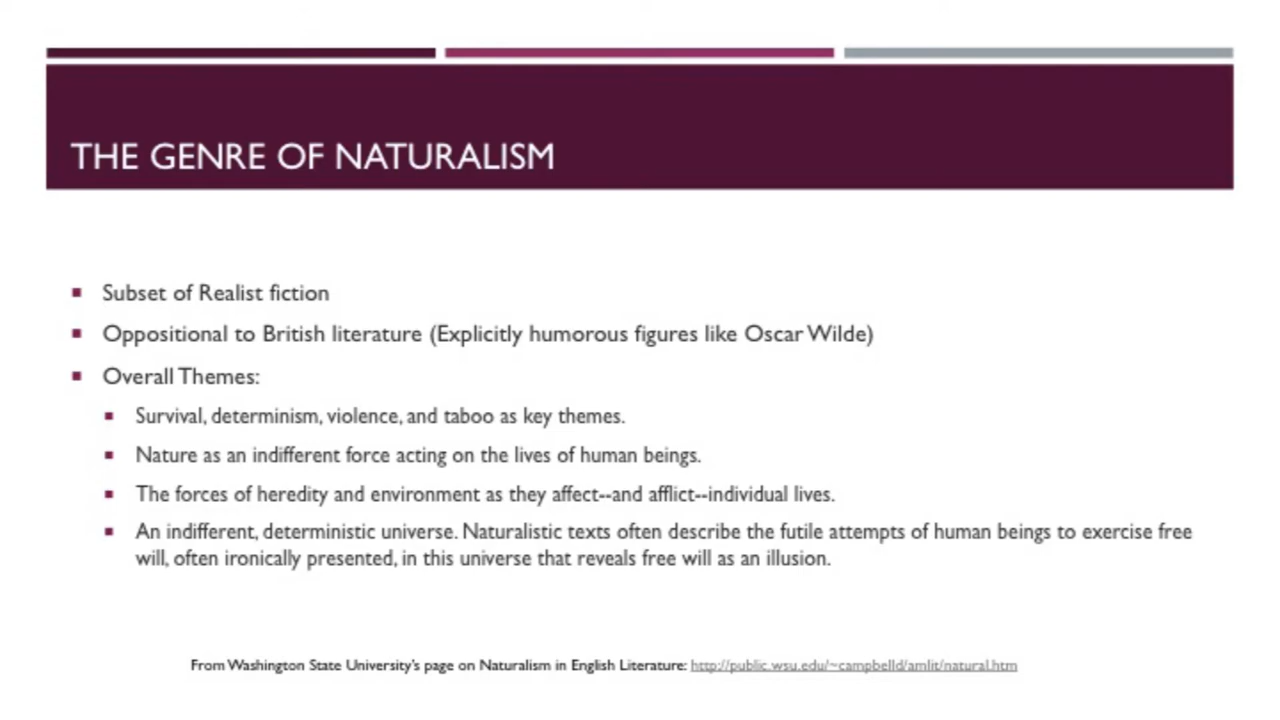 THE GENRE OF NATURALISM
Subset of Realist fiction
Oppositional to British literature (Explicitly humorous figures like Oscar Wilde)
Overall Themes:
Survival, determinism, violence, and taboo as key themes.
Nature as an indifferent force acting on the lives of human beings.
The forces of heredity and environment as they affect--and afflict--individual lives.
An indifferent, deterministic universe. Naturalistic texts often describe the futile attempts of human beings to exercise free
will, often ironically presented, in this universe that reveals free will as an illusion.
From Washington State University's page on Naturalism in English Literature: http://public.wsu.edu/~campbelld/amlit/natural.htm